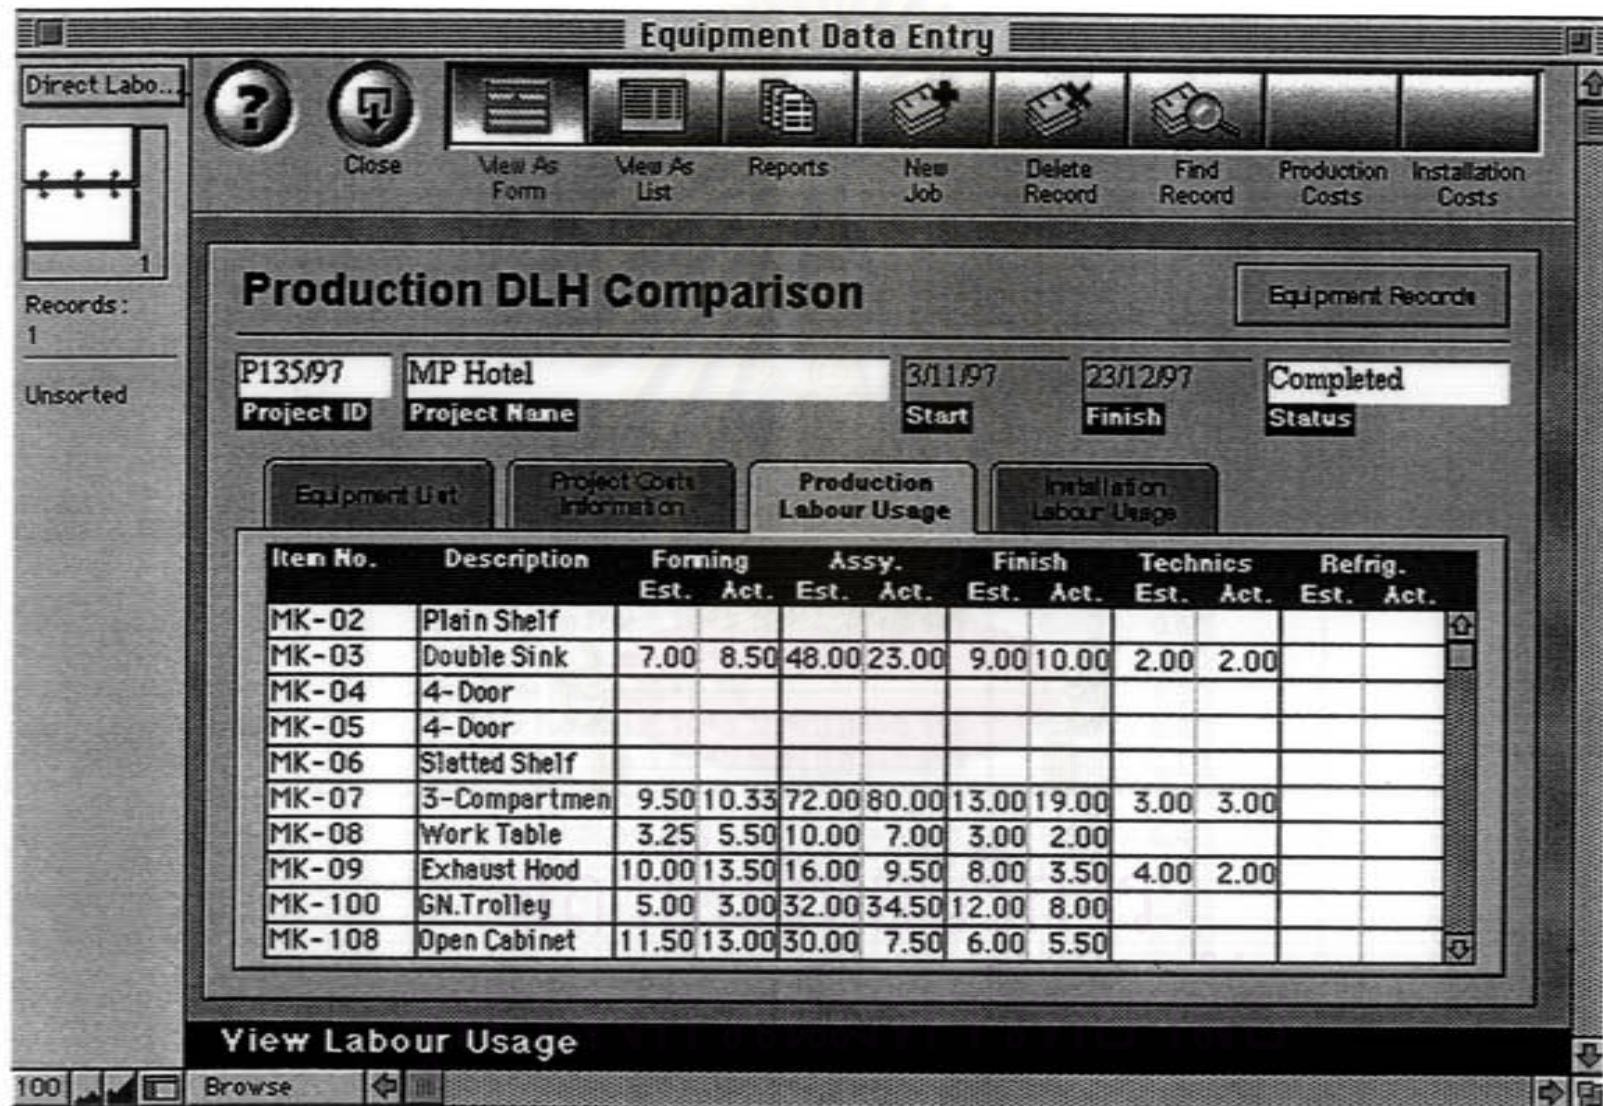 Equipment Data Entry
Direct Labo...
?
Close
View As Form
View As List
Reports
New Job
Delete Record
Find Record
Production Costs
Installation Costs
1
Records:
1
Unsorted
Production DLH Comparison
Equipment Records
P135/97 MP Hotel 3/11/97 23/12/97 Completed
Project ID Project Name Start Finish Status
Equipment List
Project Costs Information
Production Labour Usage
Installation Labour Usage
Item No. Description Forming Assy. Finish Technics Refrig.
Est. Act. Est. Act. Est. Act. Est. Act. Est. Act.
MK-02 Plain Shelf
MK-03 Double Sink 7.00 8.50 48.00 23.00 9.00 10.00 2.00 2.00
MK-04 4-Door
MK-05 4-Door
MK-06 Slatted Shelf
MK-07 3-Compartmen 9.50 10.33 72.00 80.00 13.00 19.00 3.00 3.00
MK-08 Work Table 3.25 5.50 10.00 7.00 3.00 2.00
MK-09 Exhaust Hood 10.00 13.50 16.00 9.50 8.00 3.50 4.00 2.00
MK-100 GN.Trolley 5.00 3.00 32.00 34.50 12.00 8.00
MK-108 Open Cabinet 11.50 13.00 30.00 7.50 6.00 5.50
View Labour Usage
100 Browse